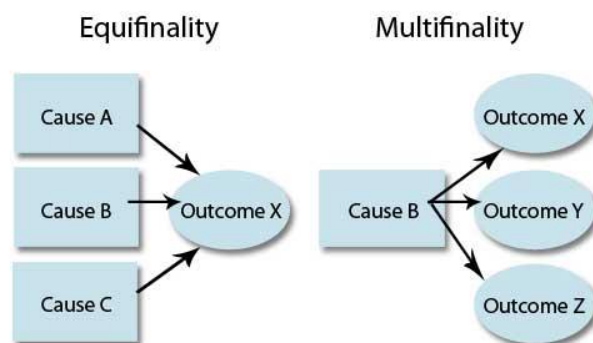 Equifinality
Cause A
Cause B
Cause C
Outcome X
Multifinality
Cause B
Outcome X
Outcome Y
Outcome Z